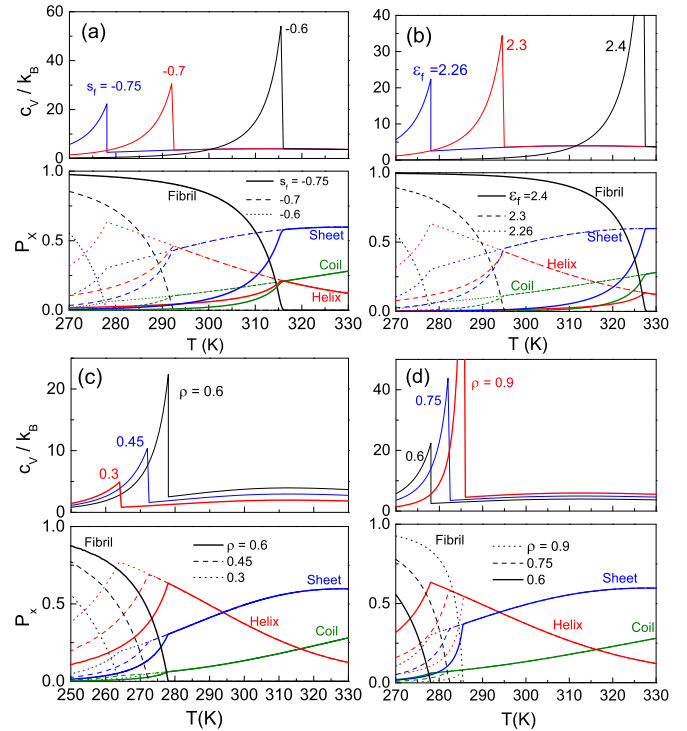 (a)
-0.6
-0.7
s_f = -0.75
c_V / k_B
60
40
20
0
Fibril
s_f = -0.75
-0.7
-0.6
Sheet
Coil
Helix
P_X
1.0
0.5
0.0
270 280 290 300 310 320 330
T (K)
(b)
2.4
2.3
ε_f = 2.26
40
30
20
10
0
Fibril
ε_f = 2.4
2.3
2.26
Sheet
Coil
Helix
1.0
0.5
0.0
270 280 290 300 310 320 330
T (K)
(c)
ρ = 0.6
0.45
0.3
c_V / k_B
20
10
0
Fibril
ρ = 0.6
0.45
0.3
Sheet
Helix
Coil
P_X
1.0
0.5
0.0
250 260 270 280 290 300 310 320 330
T(K)
(d)
ρ = 0.9
0.75
0.6
40
20
0
Fibril
ρ = 0.9
0.75
0.6
Sheet
Helix
Coil
1.0
0.5
0.0
270 280 290 300 310 320 330
T(K)